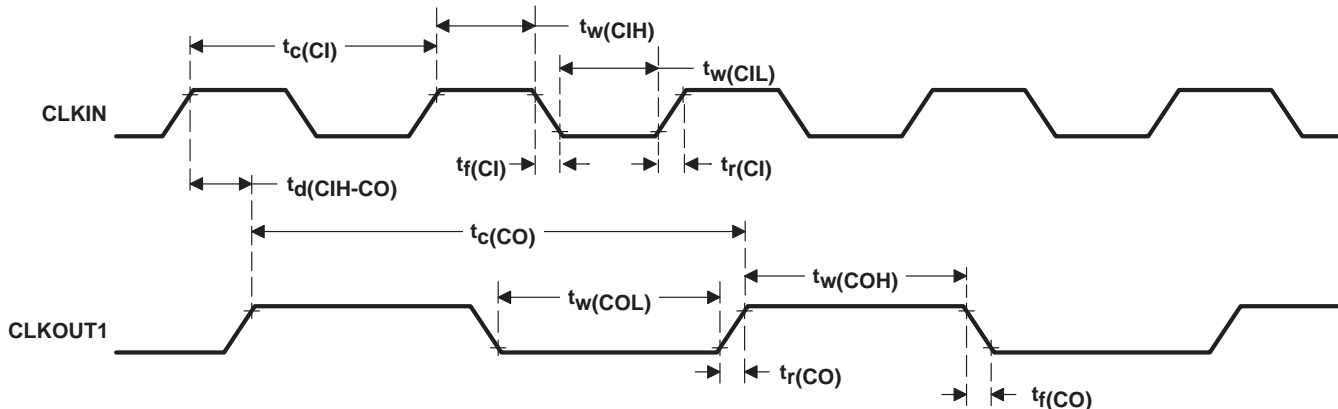 tw(CIH)
tc(CI)
tw(CIL)
CLKIN
tf(CI)
tr(CI)
td(CIH-CO)
tc(CO)
tw(COH)
tw(COL)
CLKOUT1
tr(CO)
tf(CO)